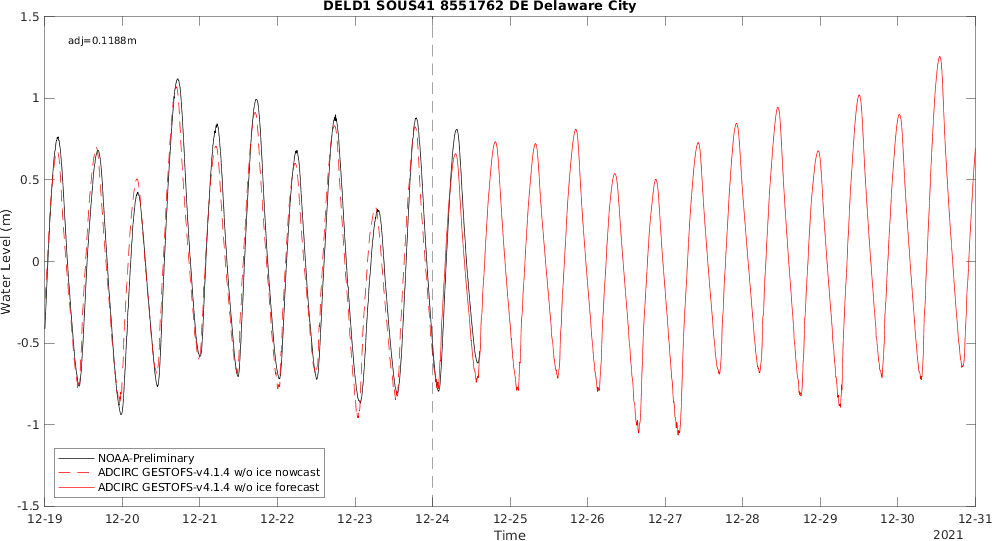 DELD1 SOUS41 8551762 DE Delaware City
adj=0.1188m
1.5
1
0.5
0
-0.5
-1
-1.5
Water Level (m)
NOAA-Preliminary
ADCIRC GESTOFS-v4.1.4 w/o ice nowcast
ADCIRC GESTOFS-v4.1.4 w/o ice forecast
12-19 12-20 12-21 12-22 12-23 12-24 12-25 12-26 12-27 12-28 12-29 12-30 12-31
Time
2021